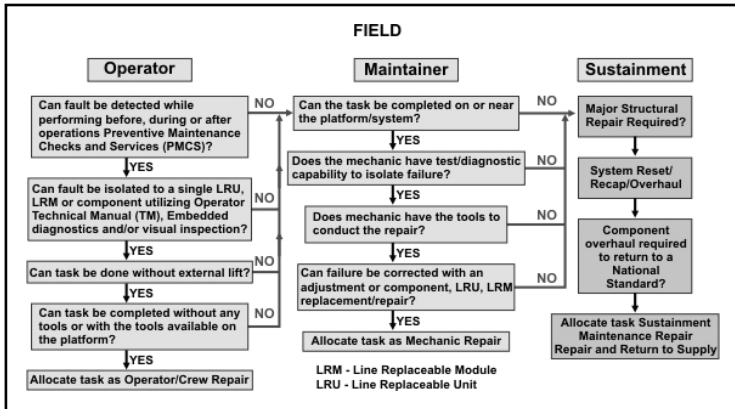 FIELD
Operator
Can fault be detected while
performing before, during or after
operations Preventive Maintenance
Checks and Services (PMCS)?
NO
YES
Can fault be isolated to a single LRU,
LRM or component utilizing Operator
Technical Manual (TM), Embedded
diagnostics and/or visual inspection?
NO
YES
Can task be done without external lift?
NO
YES
Can task be completed without any
tools or with the tools available on
the platform?
NO
YES
Allocate task as Operator/Crew Repair
Maintainer
Can the task be completed on or near
the platform/system?
NO
YES
Does the mechanic have test/diagnostic
capability to isolate failure?
NO
YES
Does mechanic have the tools to
conduct the repair?
NO
YES
Can failure be corrected with an
adjustment or component, LRU, LRM
replacement/repair?
NO
YES
Allocate task as Mechanic Repair
LRM - Line Replaceable Module
LRU - Line Replaceable Unit
Sustainment
Major Structural
Repair Required?
System Reset/
Recap/Overhaul
Component
overhaul required
to return to a
National
Standard?
Allocate task Sustainment
Maintenance Repair
Repair and Return to Supply